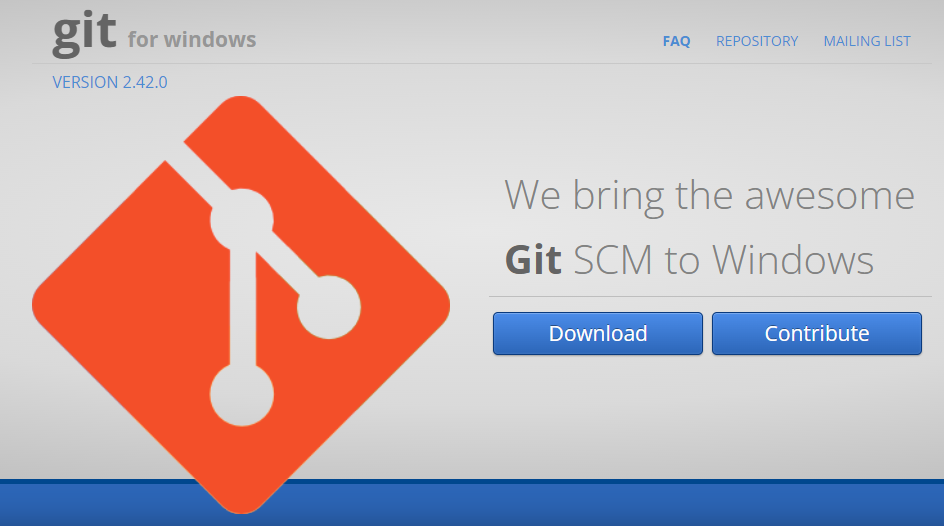 git for windows
FAQ REPOSITORY MAILING LIST
VERSION 2.42.0
We bring the awesome
Git SCM to Windows
Download Contribute